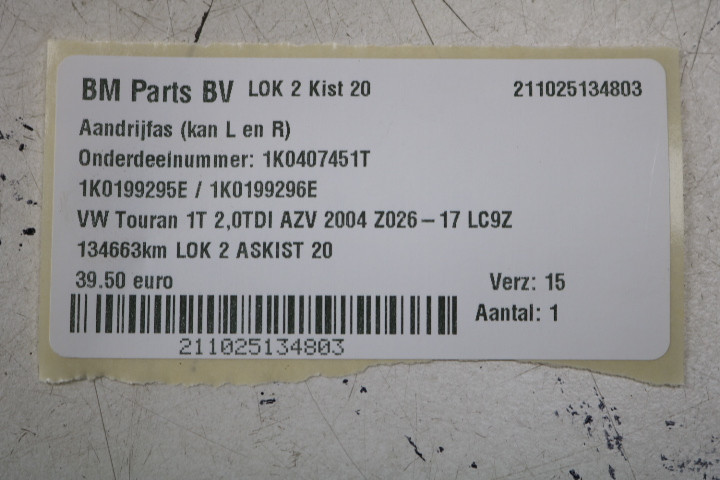 BM Parts BV LOK 2 Kist 20 211025134803
Aandrijfas (kan L en R)
Onderdeelnummer: 1K0407451T
1K0199295E / 1K0199296E
VW Touran 1T 2,0TDI AZV 2004 Z026-17 LC9Z
134663km LOK 2 ASKIST 20
39.50 euro Verz: 15
Aantal: 1
211025134803